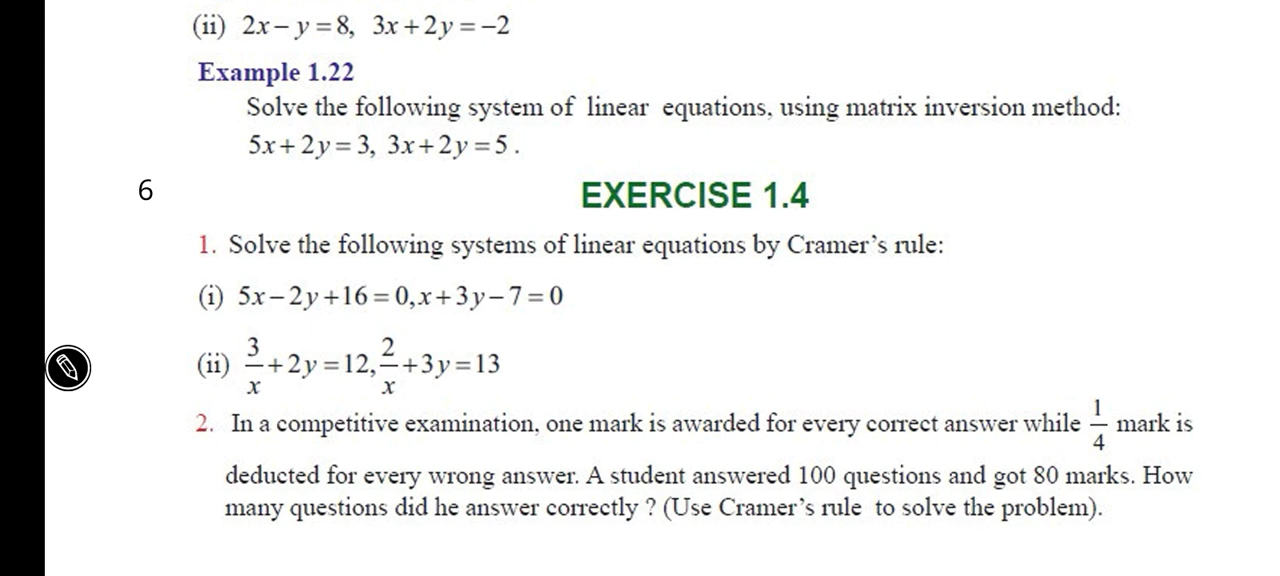 (ii) 2x − y = 8, 3x + 2y = −2
Example 1.22
Solve the following system of linear equations, using matrix inversion method:
5x + 2y = 3, 3x + 2y = 5 .
6
EXERCISE 1.4
1. Solve the following systems of linear equations by Cramer’s rule:
(i) 5x − 2y + 16 = 0, x + 3y − 7 = 0
(ii) 3/x + 2y = 12, 2/x + 3y = 13
2. In a competitive examination, one mark is awarded for every correct answer while 1/4 mark is
deducted for every wrong answer. A student answered 100 questions and got 80 marks. How
many questions did he answer correctly ? (Use Cramer’s rule to solve the problem).